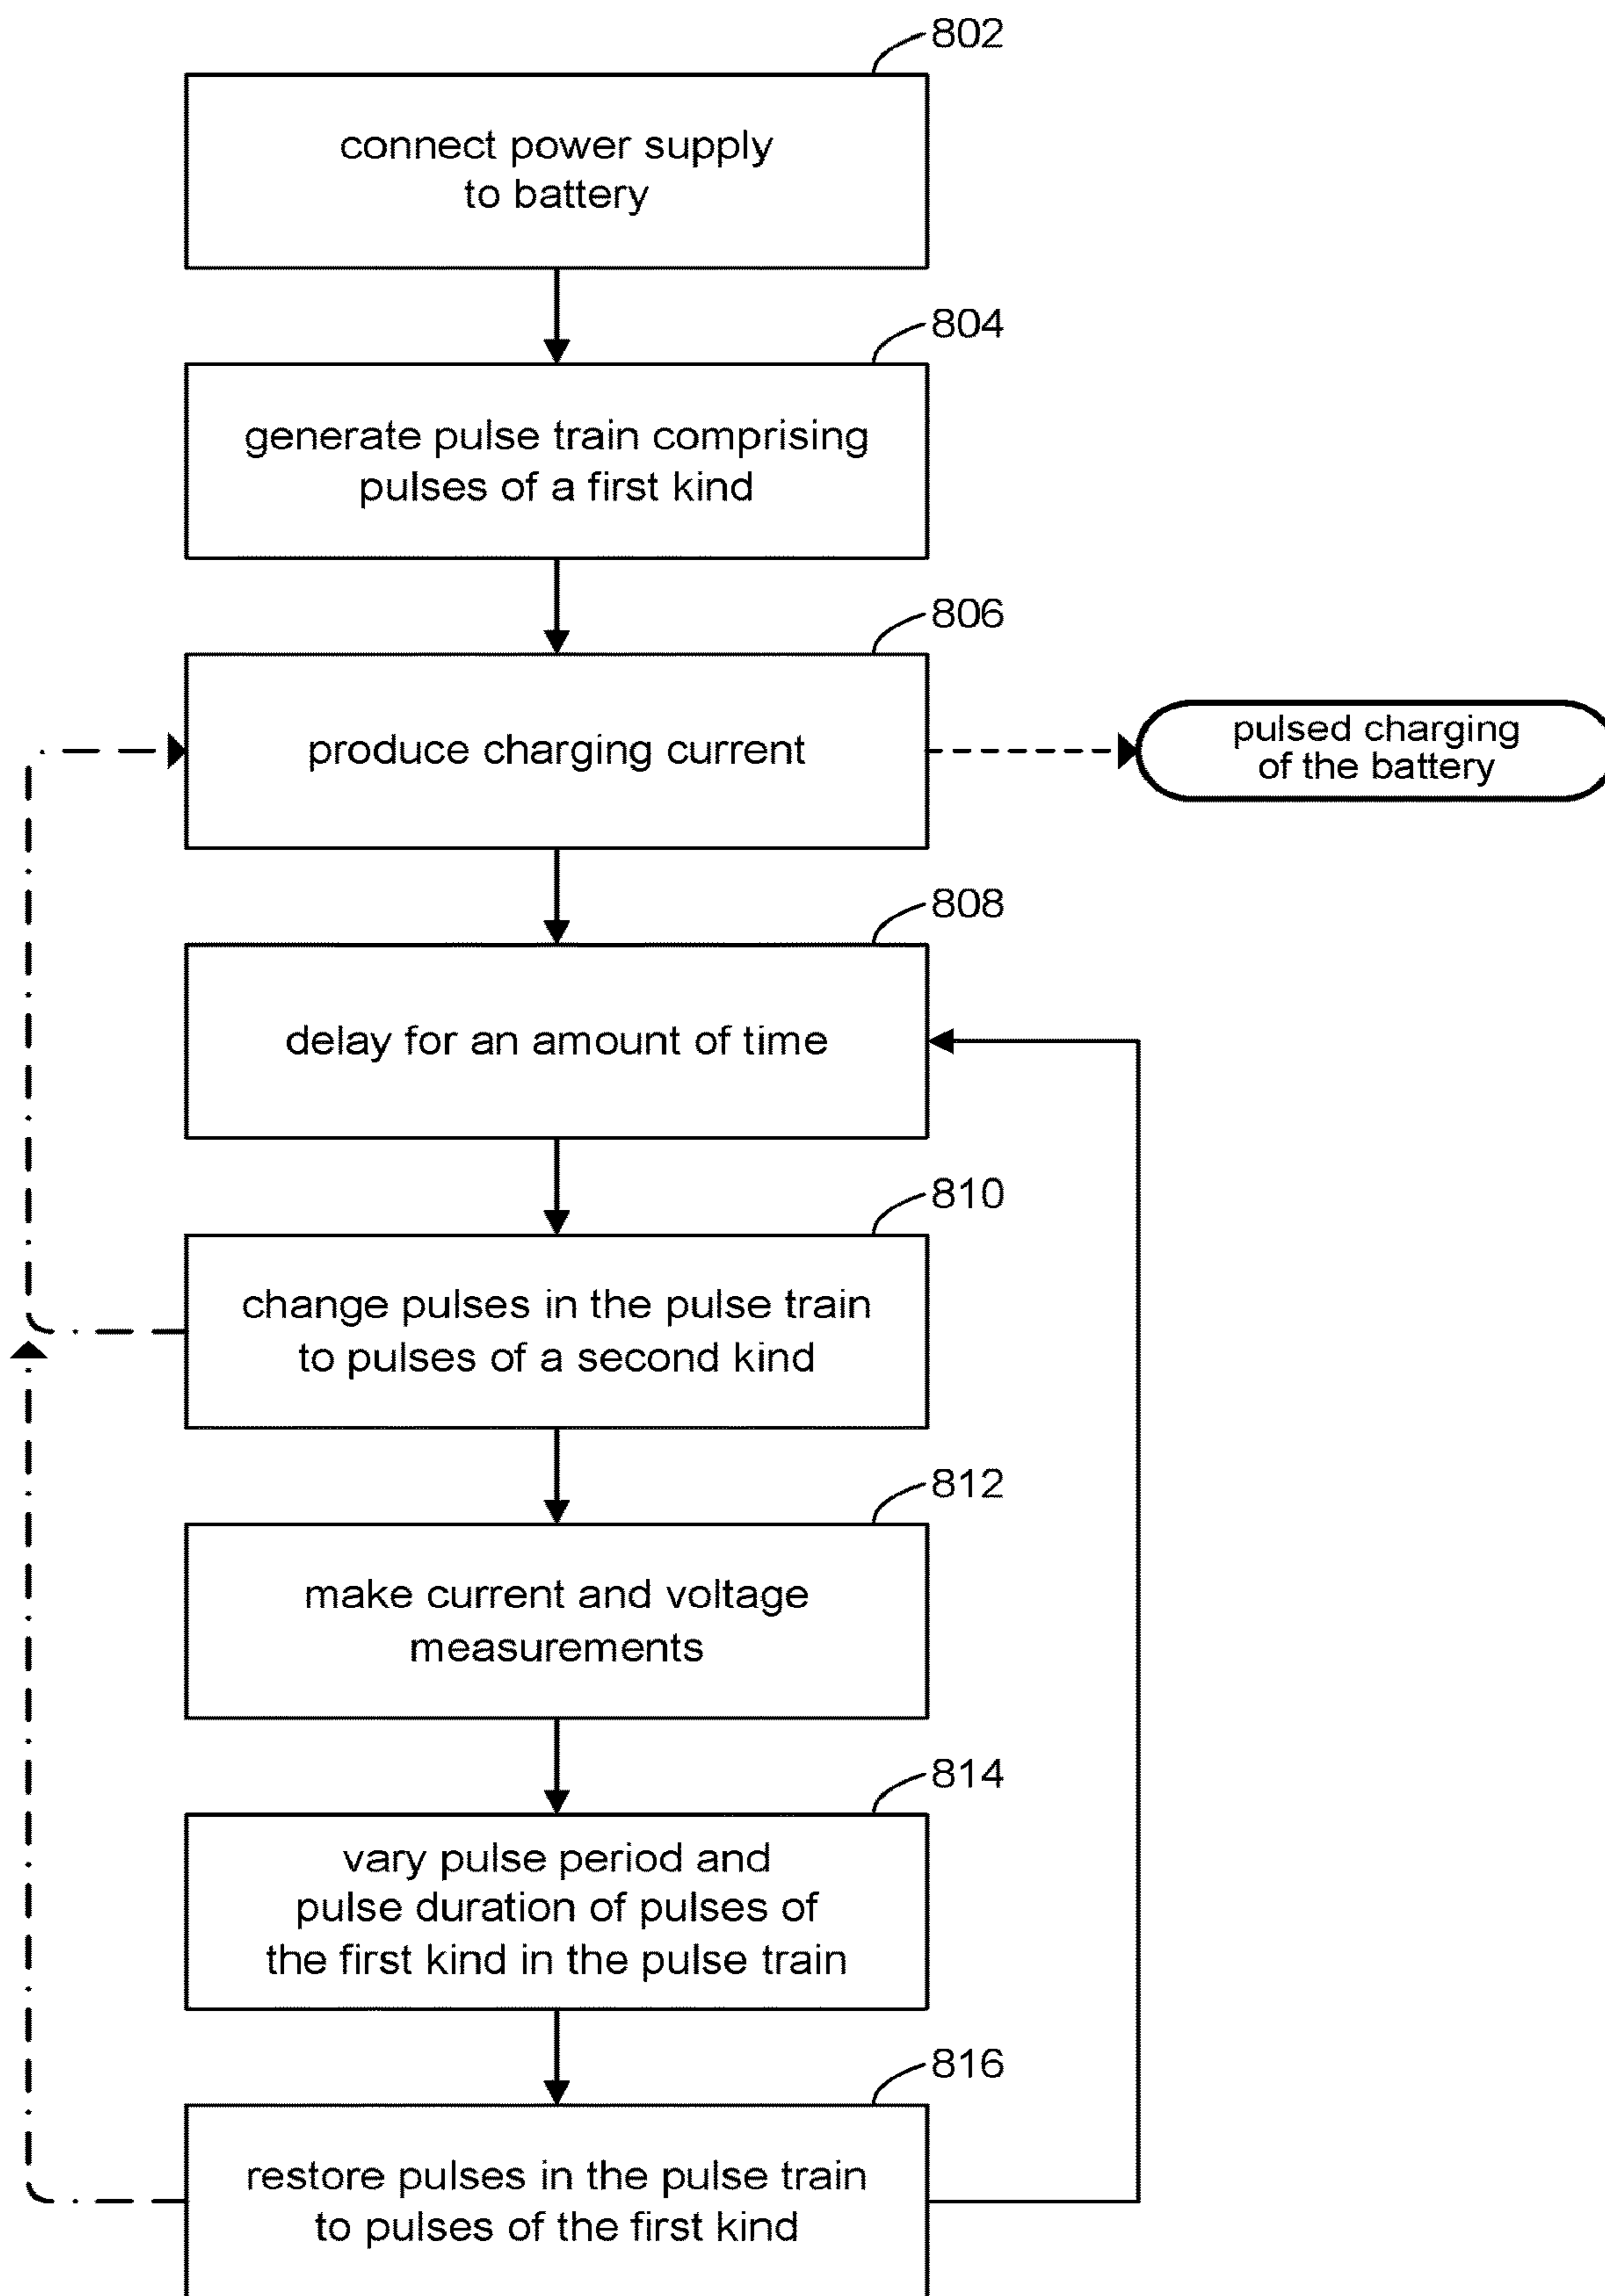 802
connect power supply
to battery
804
generate pulse train comprising
pulses of a first kind
806
produce charging current
pulsed charging
of the battery
808
delay for an amount of time
810
change pulses in the pulse train
to pulses of a second kind
812
make current and voltage
measurements
814
vary pulse period and
pulse duration of pulses of
the first kind in the pulse train
816
restore pulses in the pulse train
to pulses of the first kind